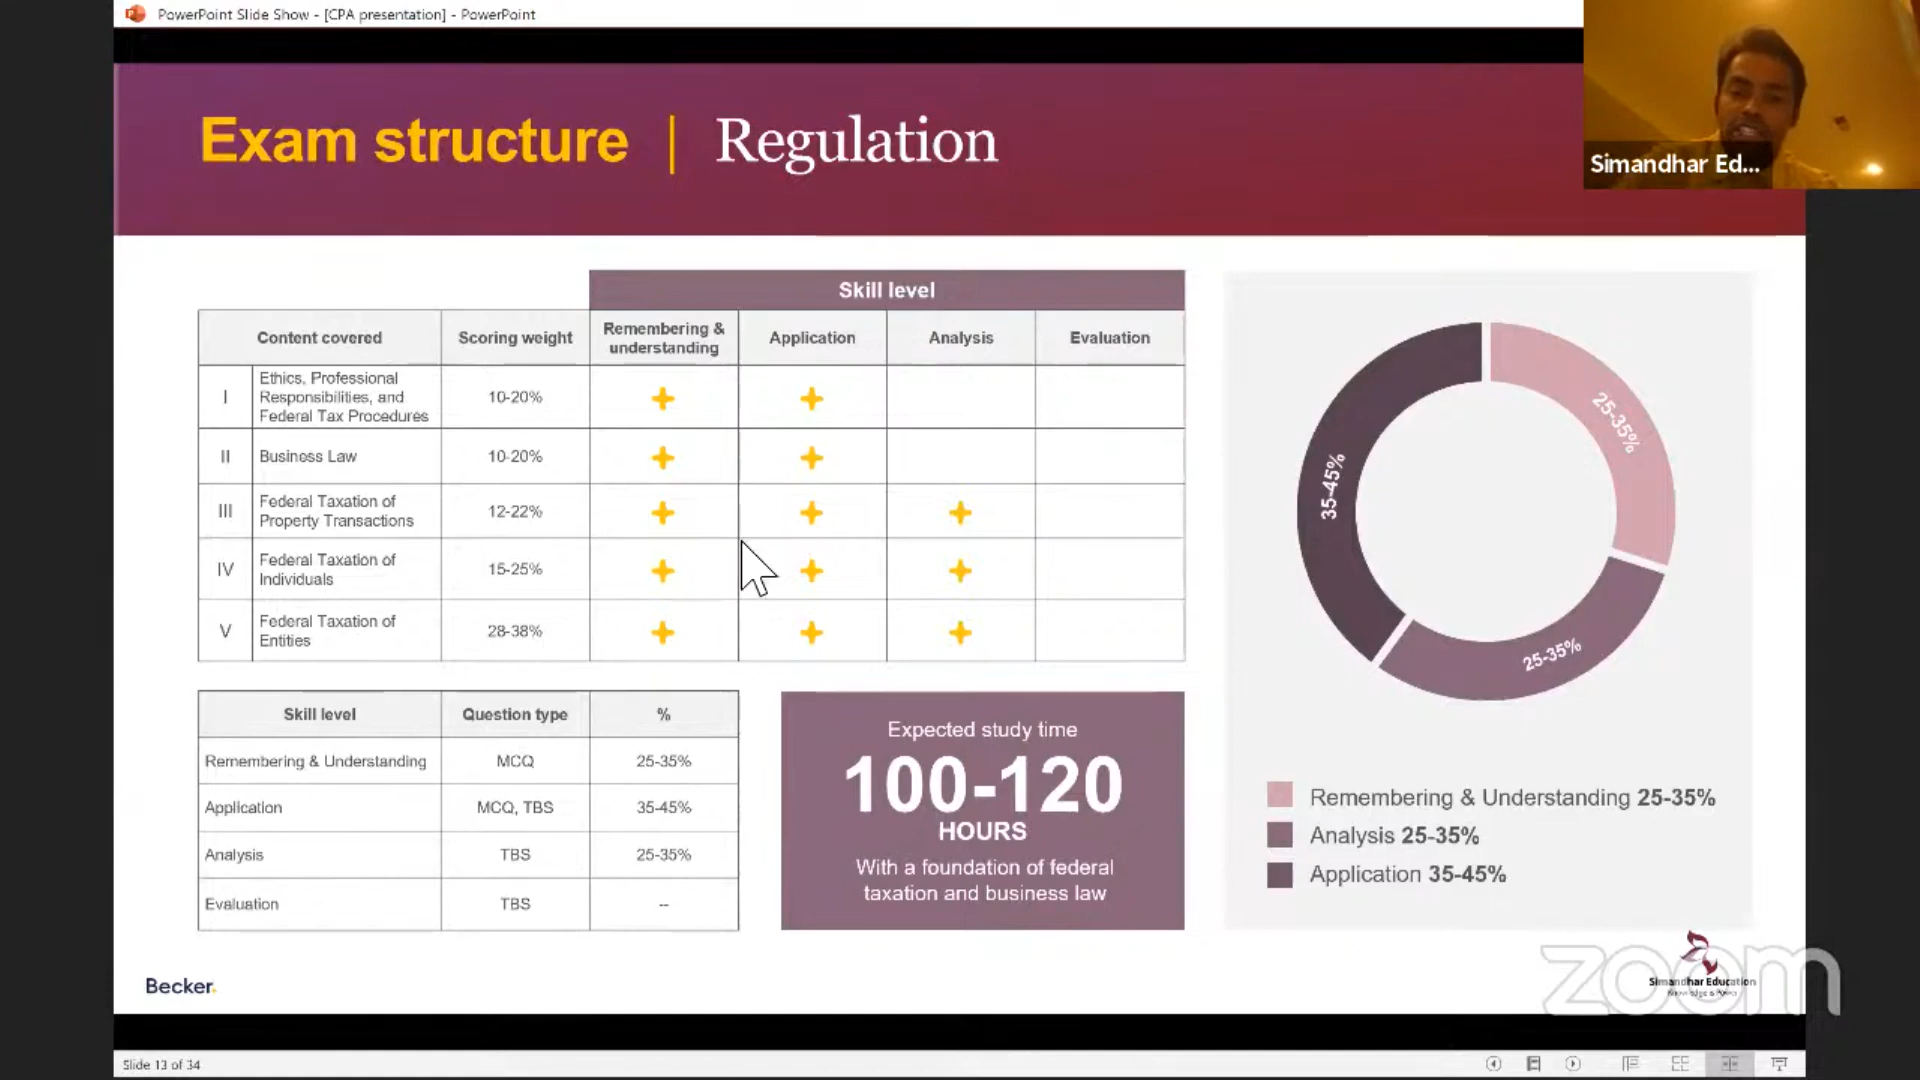 PowerPoint Slide Show - [CPA presentation] - PowerPoint
Simandhar Ed...
Exam structure | Regulation
Skill level
Content covered
Scoring weight
Remembering &
understanding
Application
Analysis
Evaluation
I
Ethics, Professional
Responsibilities, and
Federal Tax Procedures
10-20%
II
Business Law
10-20%
III
Federal Taxation of
Property Transactions
12-22%
IV
Federal Taxation of
Individuals
15-25%
V
Federal Taxation of
Entities
28-38%
Skill level
Question type
%
Remembering & Understanding
MCQ
25-35%
Application
MCQ, TBS
35-45%
Analysis
TBS
25-35%
Evaluation
TBS
--
Expected study time
100-120
HOURS
With a foundation of federal
taxation and business law
25-35%
35-45%
25-35%
Remembering & Understanding 25-35%
Analysis 25-35%
Application 35-45%
Becker.
Simandhar Education
Knowledge is Power
zoom
Slide 13 of 34